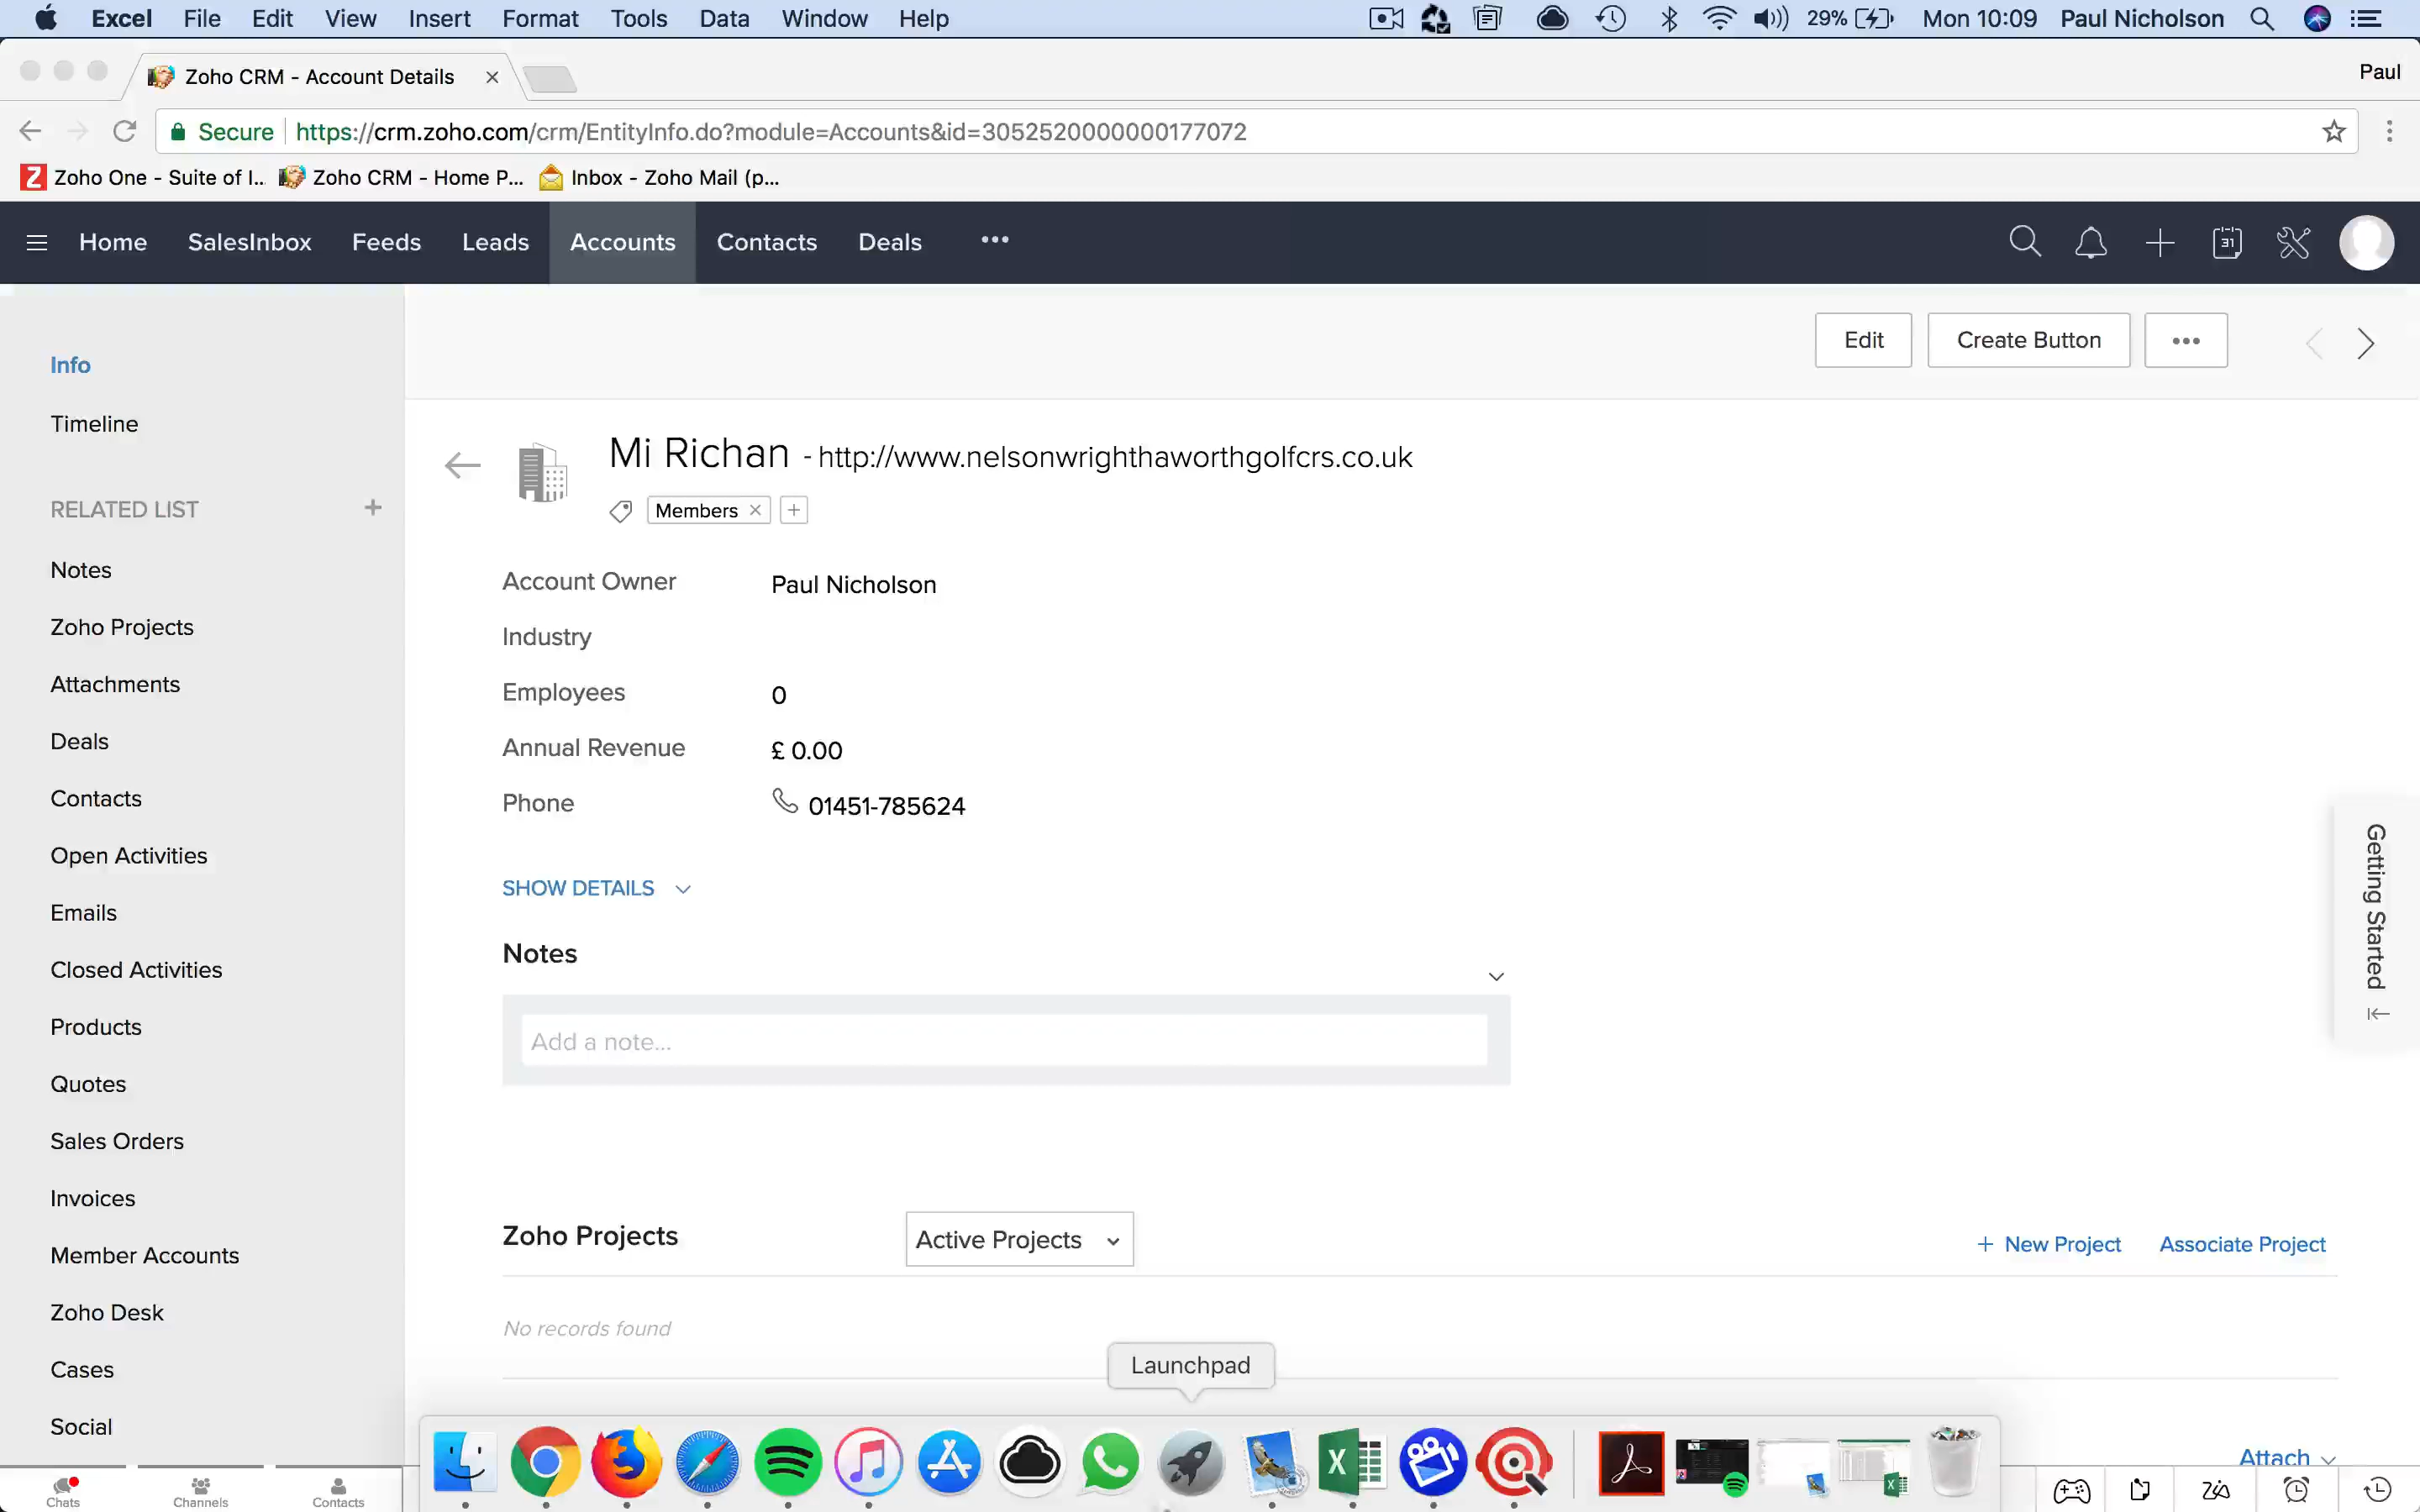 Excel File Edit View Insert Format Tools Data Window Help 29% Mon 10:09 Paul Nicholson
Zoho CRM - Account Details Paul
Secure https://crm.zoho.com/crm/EntityInfo.do?module=Accounts&id=3052520000000177072
Zoho One - Suite of I... Zoho CRM - Home P... Inbox - Zoho Mail (p...
Home SalesInbox Feeds Leads Accounts Contacts Deals ••• 31
Edit Create Button •••
Info
Timeline
RELATED LIST +
Notes
Zoho Projects
Attachments
Deals
Contacts
Open Activities
Emails
Closed Activities
Products
Quotes
Sales Orders
Invoices
Member Accounts
Zoho Desk
Cases
Social
Chats Channels Contacts
Mi Richan - http://www.nelsonwrighthaworthgolfcrs.co.uk
Members × +
Account Owner Paul Nicholson
Industry
Employees 0
Annual Revenue £ 0.00
Phone 01451-785624
SHOW DETAILS
Notes
Add a note...
Zoho Projects Active Projects + New Project Associate Project
No records found
Launchpad
Attach
Getting Started